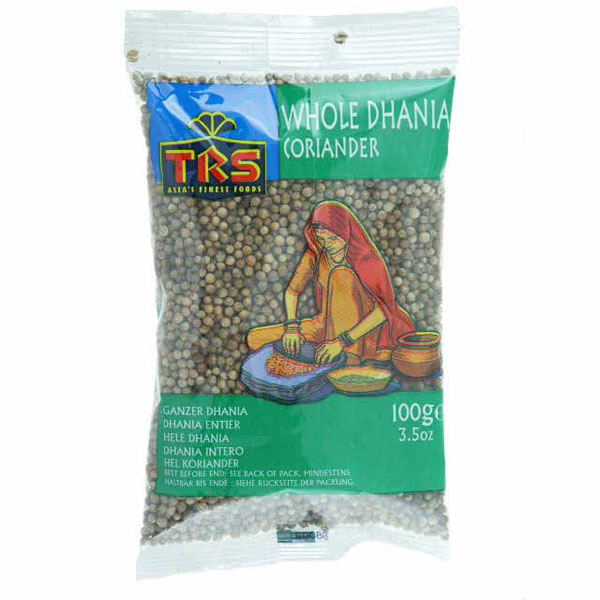 WHOLE DHANIA
CORIANDER
TRS
ASIA'S FINEST FOODS
100g℮
3.5oz
GANZER DHANIA
DHANIA ENTIER
HELE DHANIA
DHANIA INTERO
HEL KORIANDER
BEST BEFORE END: SEE BACK OF PACK. MINDESTENS
HALTBAR BIS ENDE : SIEHE RUCKSEITE DER PACKUNG